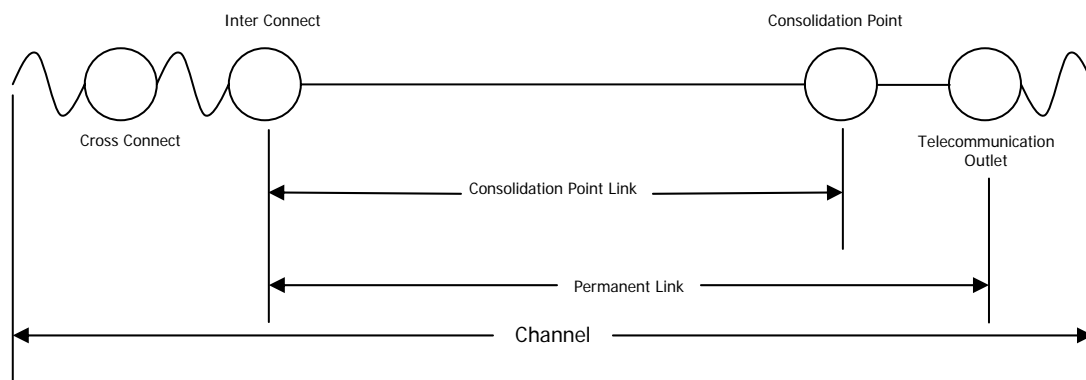 Inter Connect
Consolidation Point
Cross Connect
Telecommunication
Outlet
Consolidation Point Link
Permanent Link
Channel